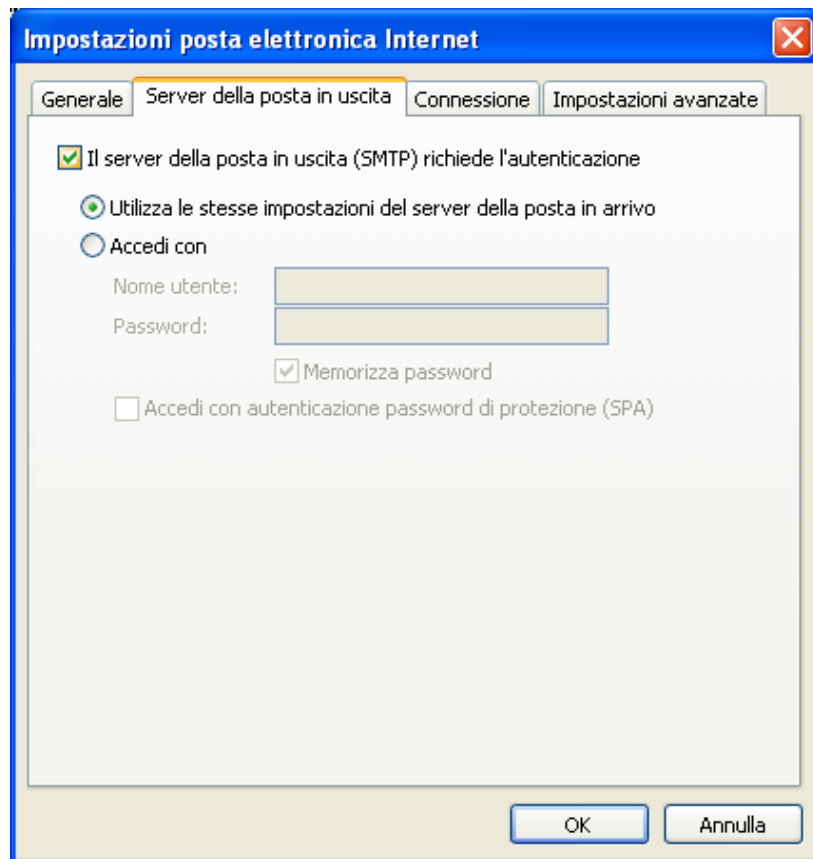 Impostazioni posta elettronica Internet
Generale Server della posta in uscita Connessione Impostazioni avanzate
Il server della posta in uscita (SMTP) richiede l'autenticazione
Utilizza le stesse impostazioni del server della posta in arrivo
Accedi con
Nome utente:
Password:
Memorizza password
Accedi con autenticazione password di protezione (SPA)
OK Annulla